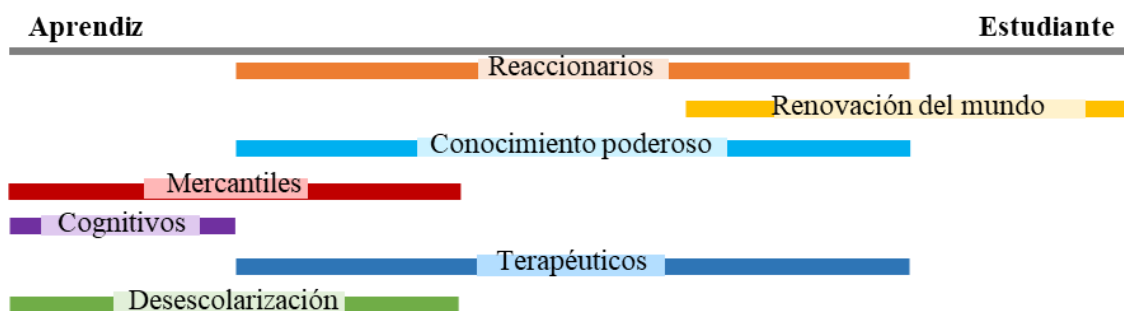 Aprendiz Estudiante
Reaccionarios
Renovación del mundo
Conocimiento poderoso
Mercantiles
Cognitivos
Terapéuticos
Desescolarización